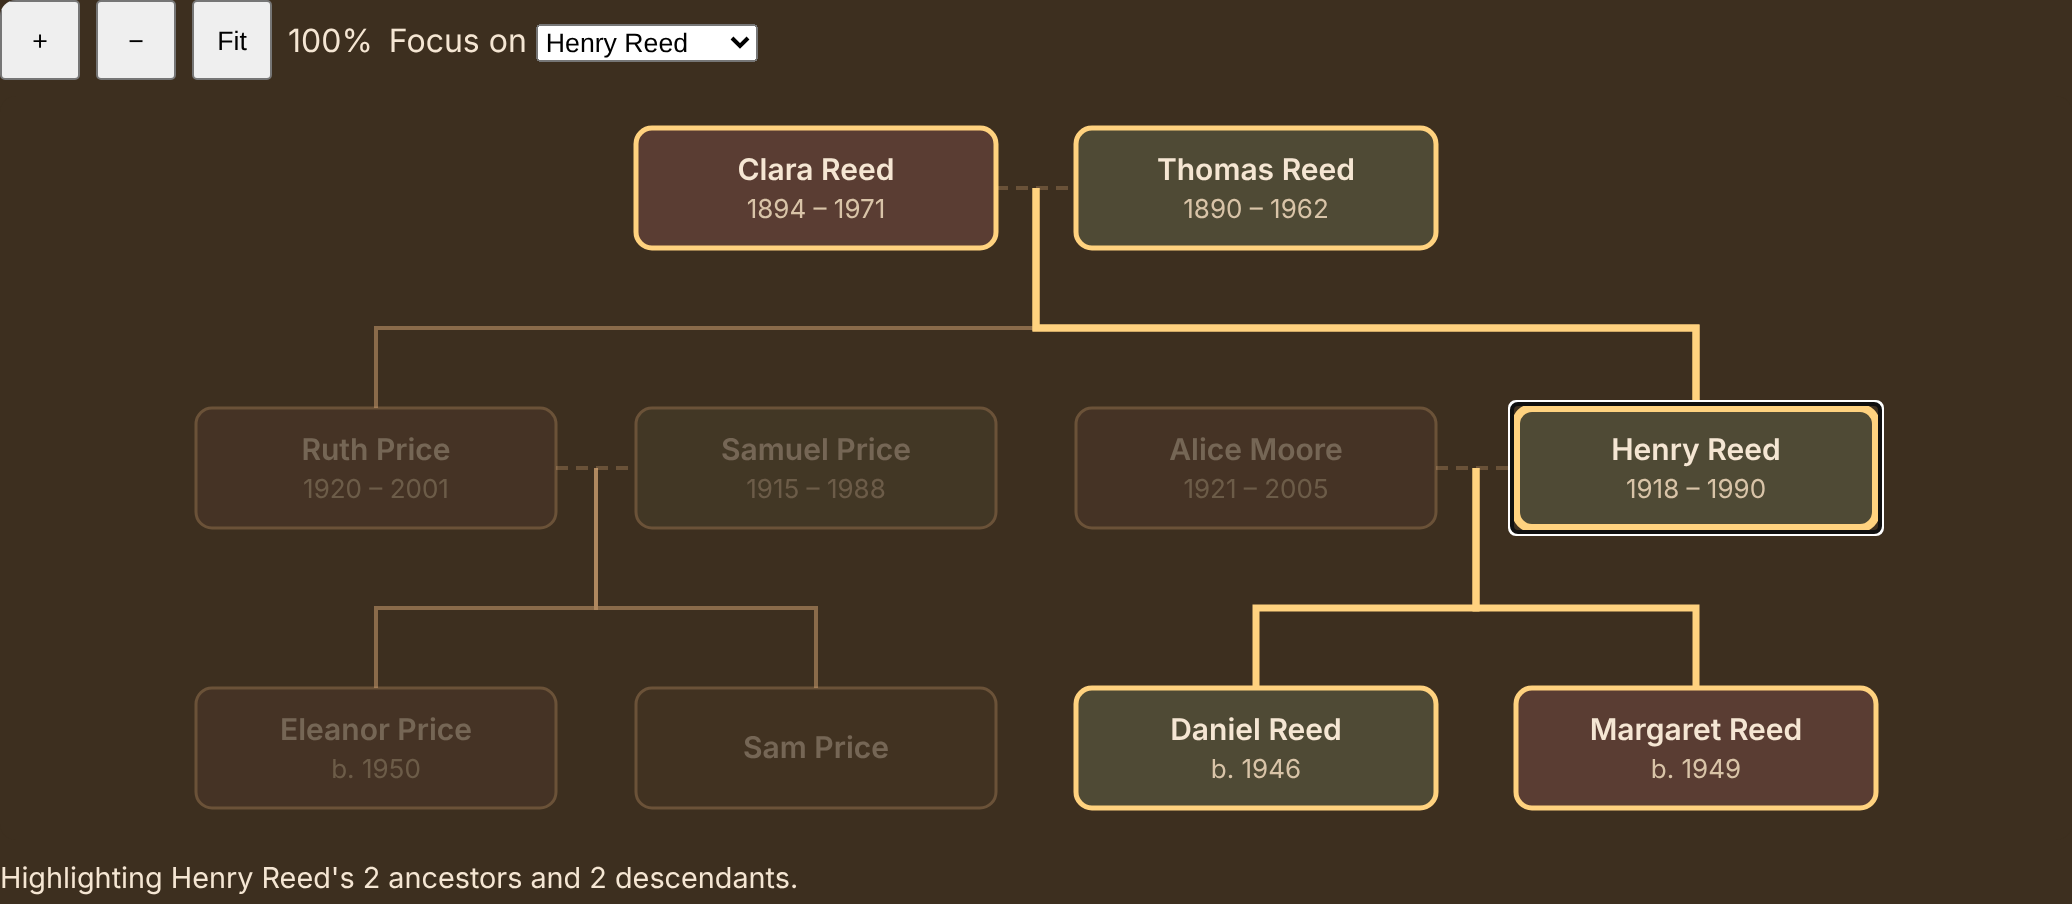 + − Fit 100% Focus on Henry Reed
Clara Reed
1894 – 1971
Thomas Reed
1890 – 1962
Ruth Price
1920 – 2001
Samuel Price
1915 – 1988
Alice Moore
1921 – 2005
Henry Reed
1918 – 1990
Eleanor Price
b. 1950
Sam Price
Daniel Reed
b. 1946
Margaret Reed
b. 1949
Highlighting Henry Reed's 2 ancestors and 2 descendants.